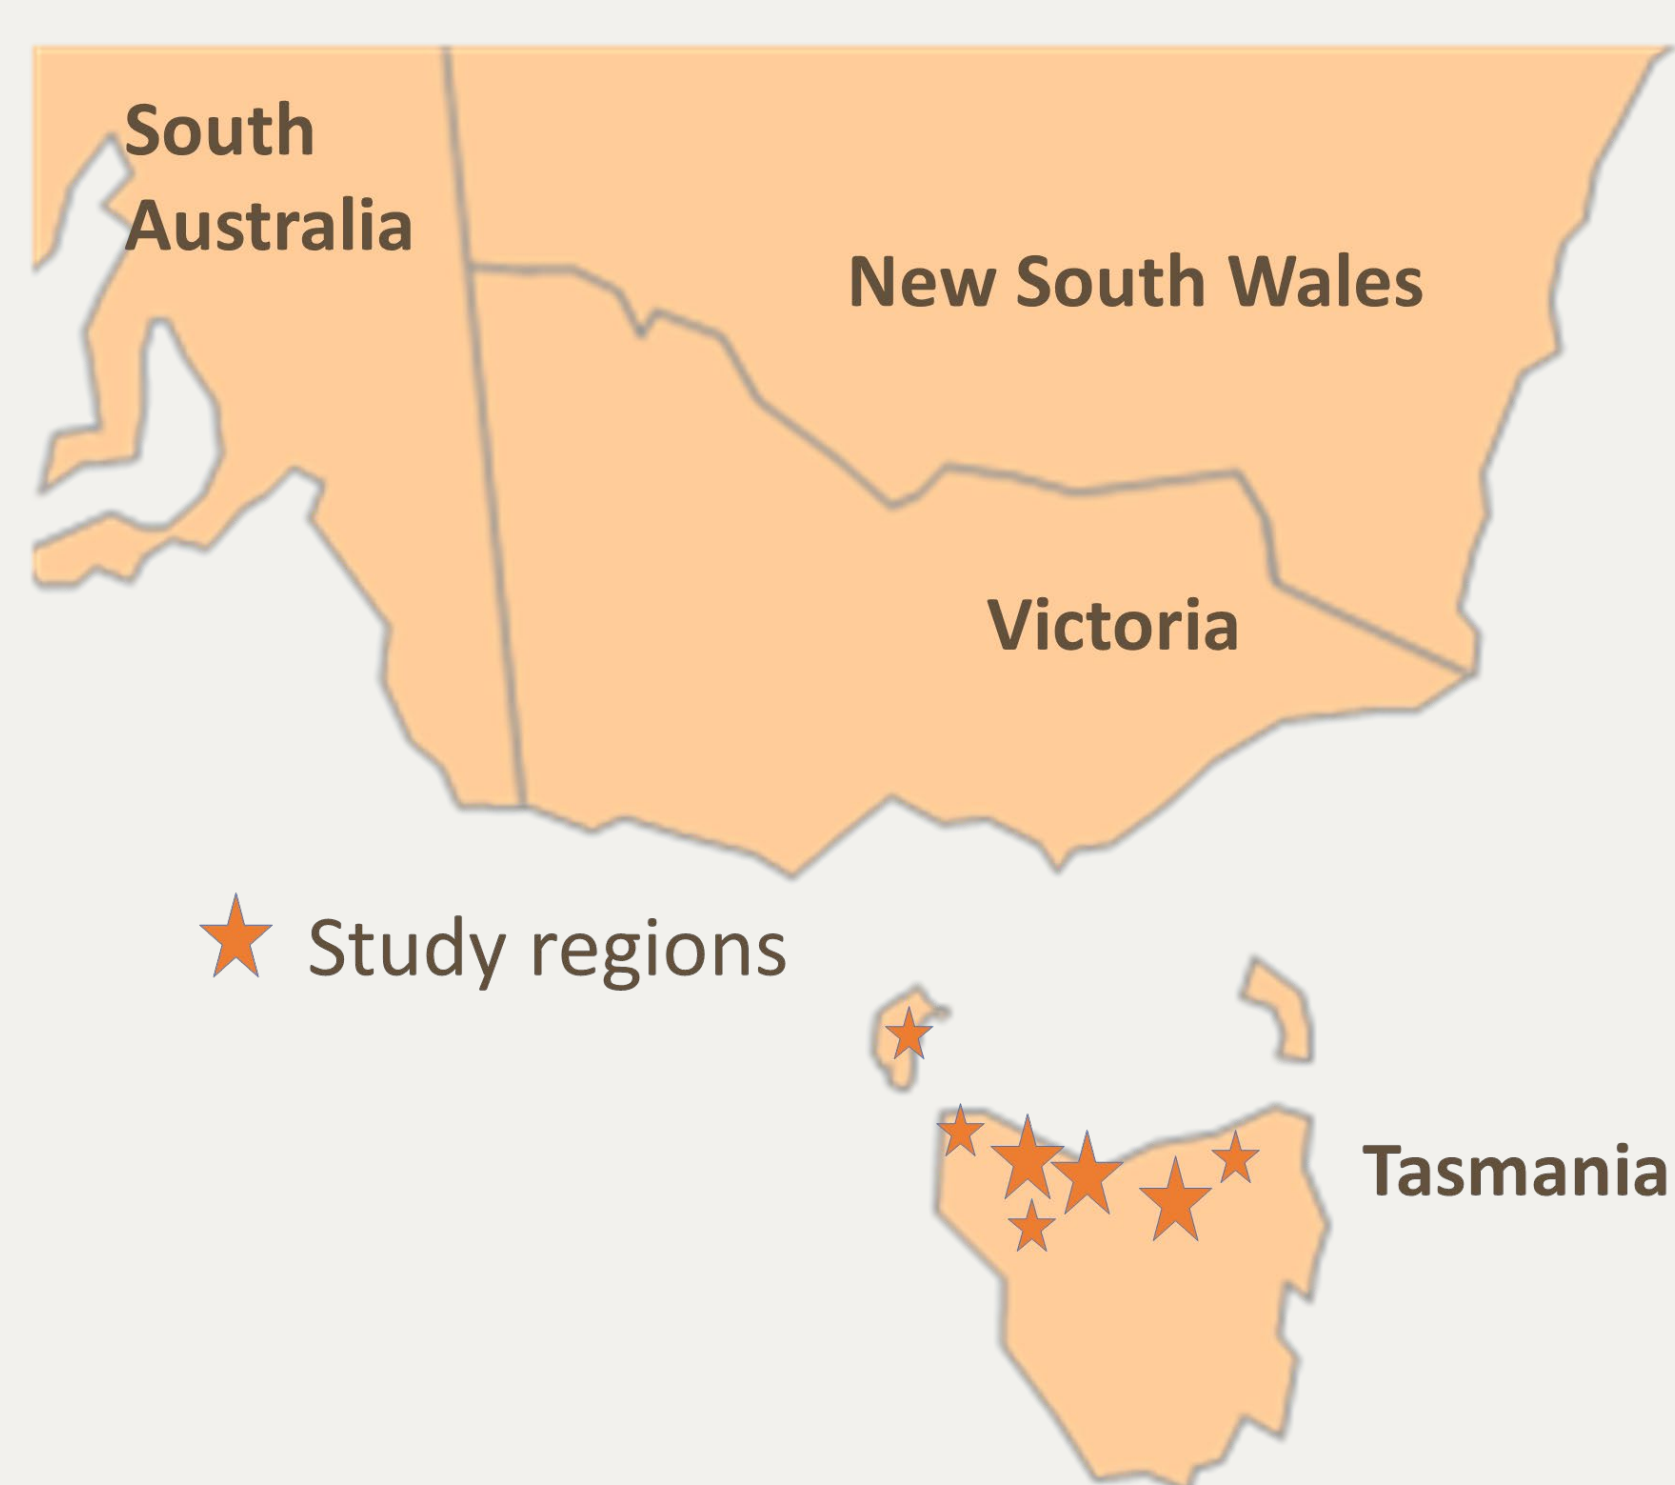 South
Australia
New South Wales
Victoria
Study regions
Tasmania